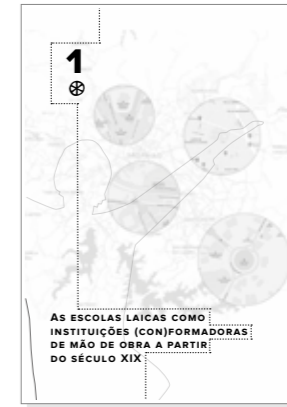 1
AS ESCOLAS LAICAS COMO
INSTITUIÇÕES (CON)FORMADORAS
DE MÃO DE OBRA A PARTIR
DO SÉCULO XIX